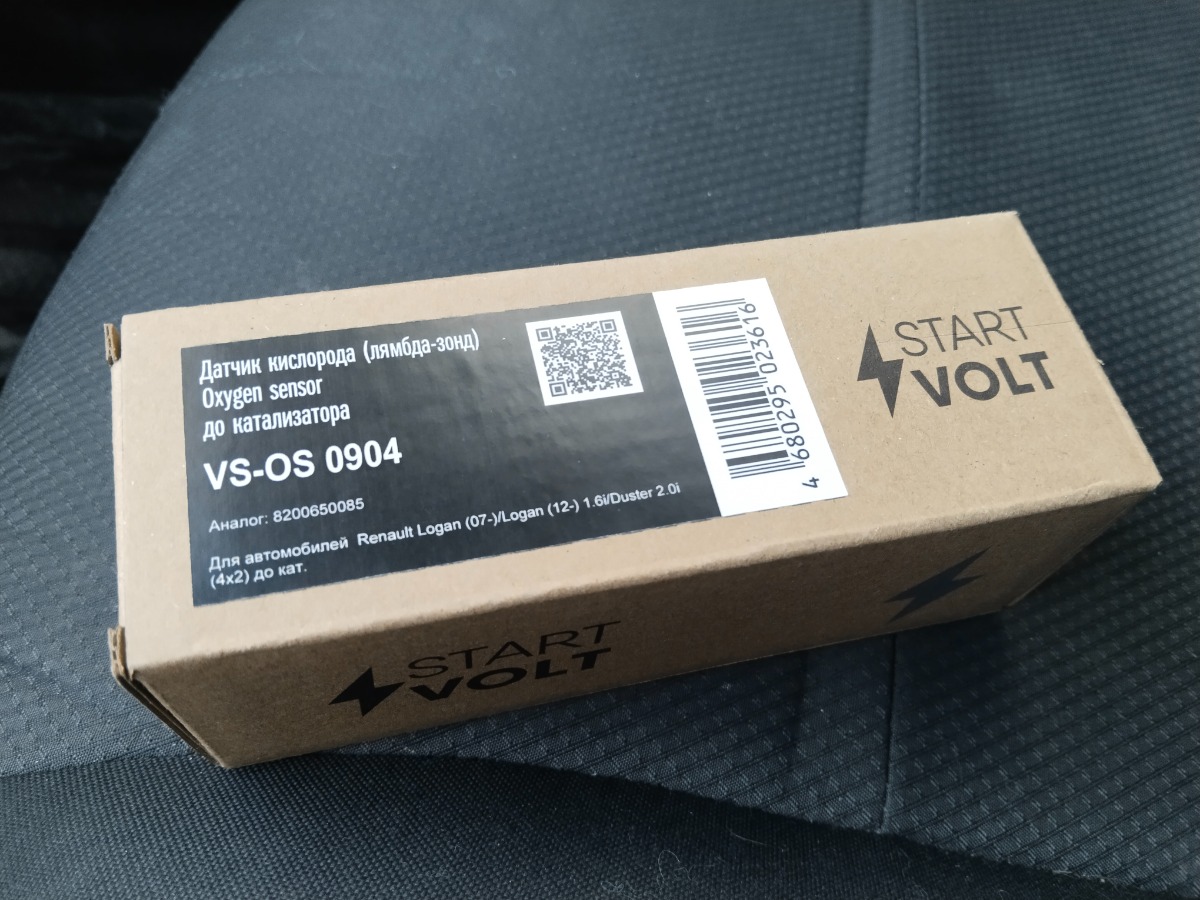 Датчик кислорода (лямбда-зонд)
Oxygen sensor
до катализатора
VS-OS 0904
Аналог: 8200650085
Для автомобилей Renault Logan (07-)/Logan (12-) 1.6i/Duster 2.0i
(4x2) до кат.
4 680295 023616
START
VOLT
START
VOLT